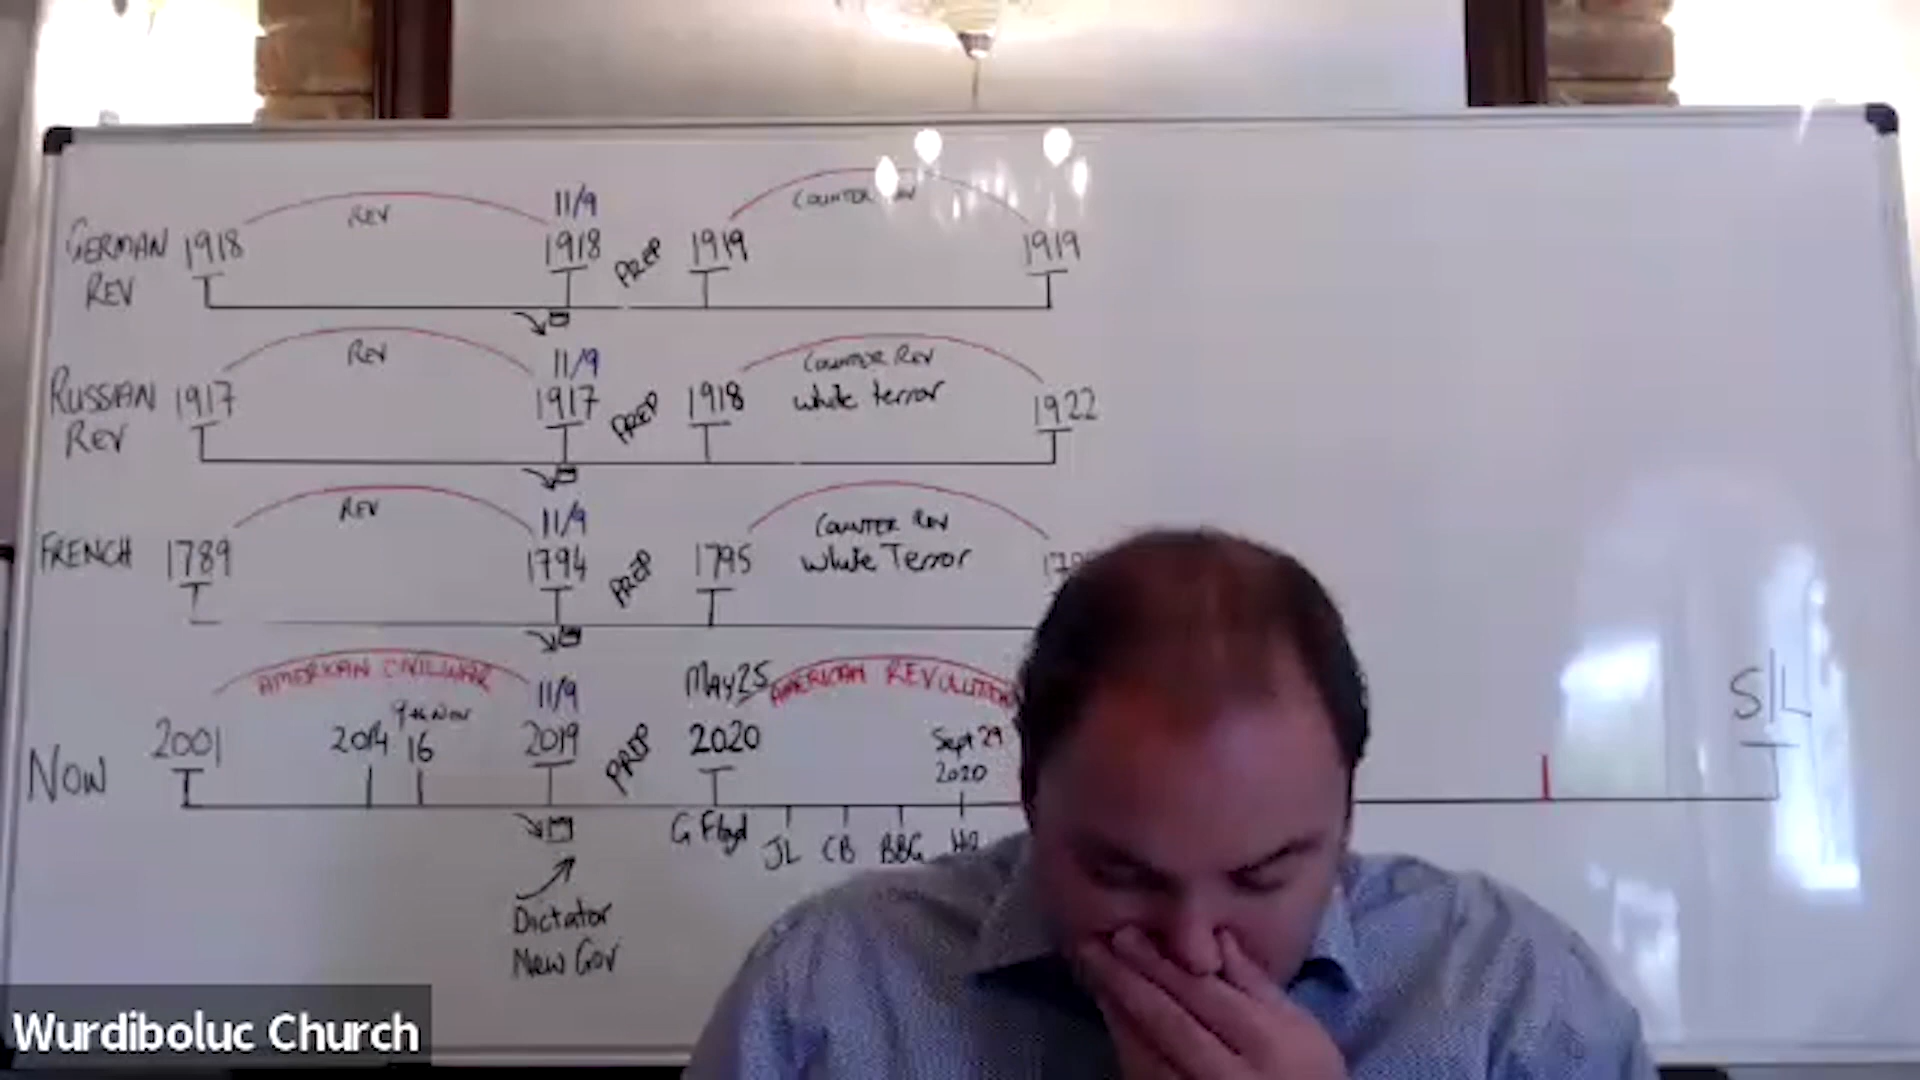 GERMAN REV
1918
REV
11/9
1918
PREP
1919
COUNTER
1919
RUSSIAN REV
1917
REV
11/9
1917
PREP
1918
COUNTER REV
white terror
1922
FRENCH
1789
REV
11/9
1794
PREP
1795
COUNTER REV
White Terror
NOW
AMERICAN CIVIL WAR
2001
2014
9th Nov
16
11/9
2019
PREP
May 25
2020
AMERICAN REVOLUTION
Sept 29
2020
G Floyd
JL
CB
BBG
S/L
Dictator
New Gov
Wurdiboluc Church